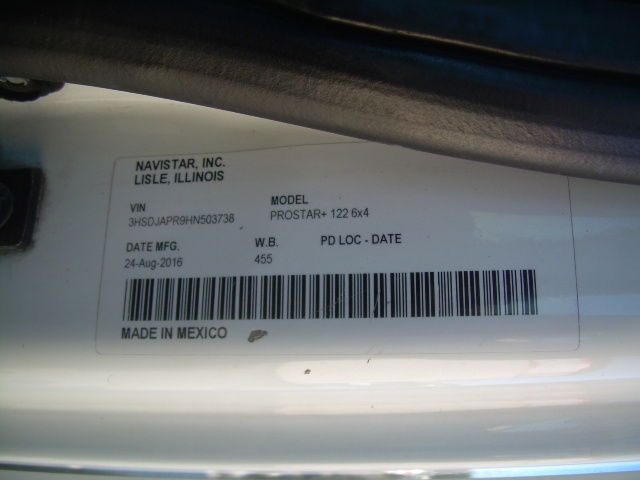 NAVISTAR, INC.
LISLE, ILLINOIS
VIN MODEL
3HSDJAPR9HN503738 PROSTAR+ 122 6x4
DATE MFG. W.B. PD LOC - DATE
24-Aug-2016 455
MADE IN MEXICO